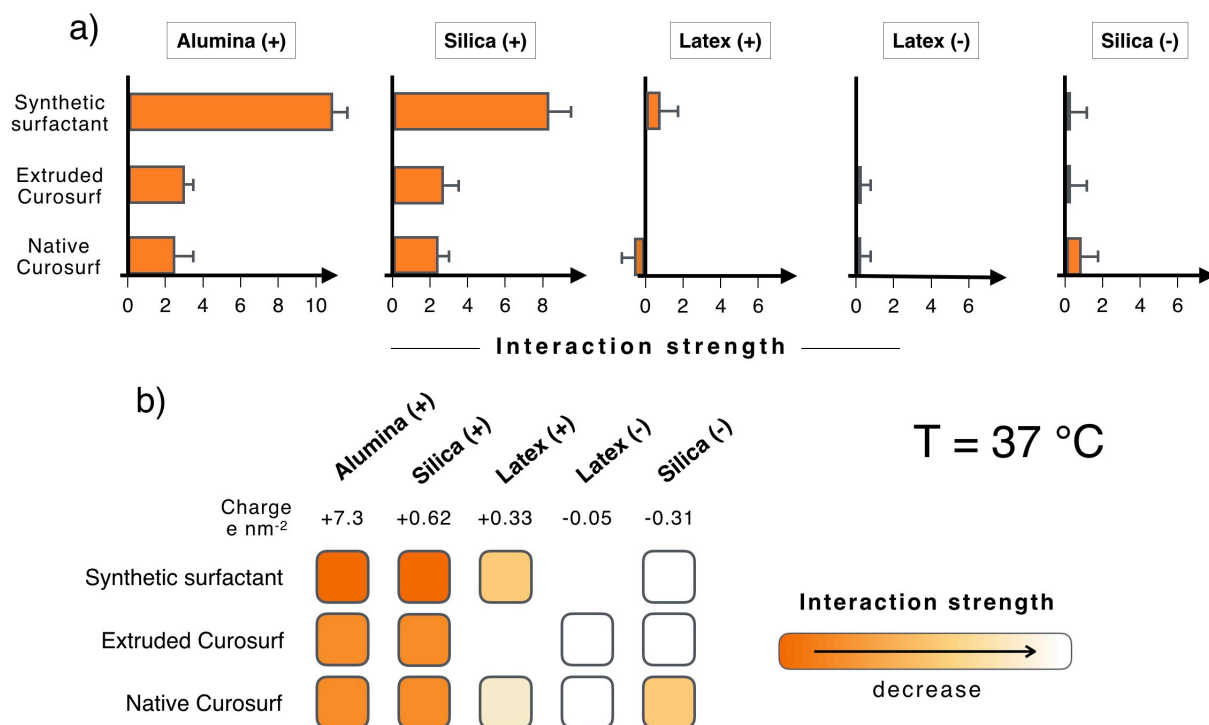 a)
Alumina (+)
Silica (+)
Latex (+)
Latex (-)
Silica (-)
Synthetic
surfactant
Extruded
Curosurf
Native
Curosurf
0 2 4 6 8 10
0 2 4 6 8
0 2 4 6
0 2 4 6
0 2 4 6
Interaction strength
b)
Alumina (+)
Silica (+)
Latex (+)
Latex (-)
Silica (-)
T = 37 °C
Charge
e nm-2
+7.3 +0.62 +0.33 -0.05 -0.31
Synthetic surfactant
Extruded Curosurf
Native Curosurf
Interaction strength
decrease